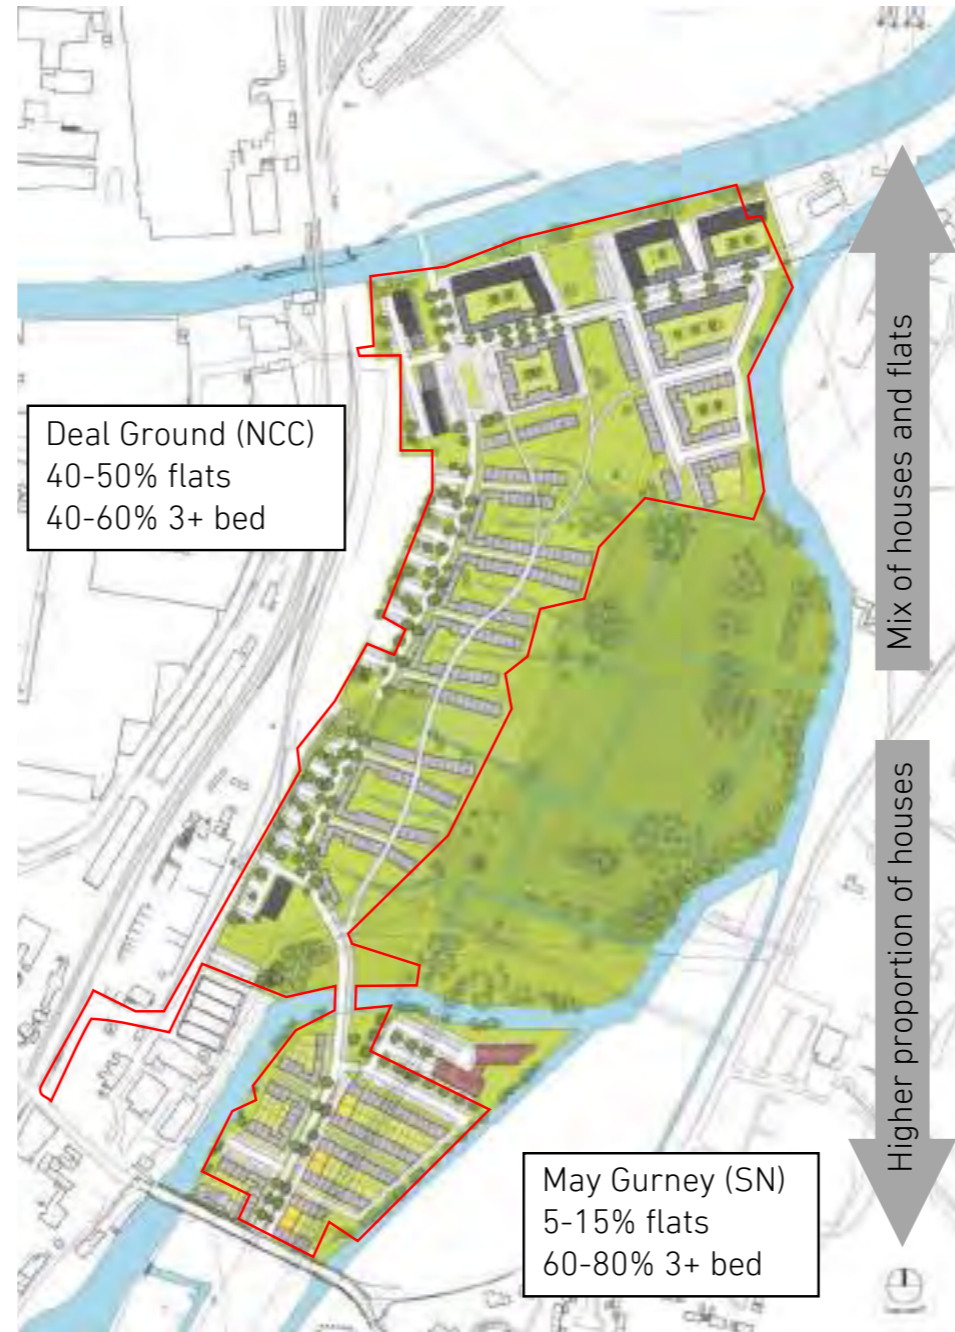 Deal Ground (NCC)
40-50% flats
40-60% 3+ bed
Mix of houses and flats
Higher proportion of houses
May Gurney (SN)
5-15% flats
60-80% 3+ bed